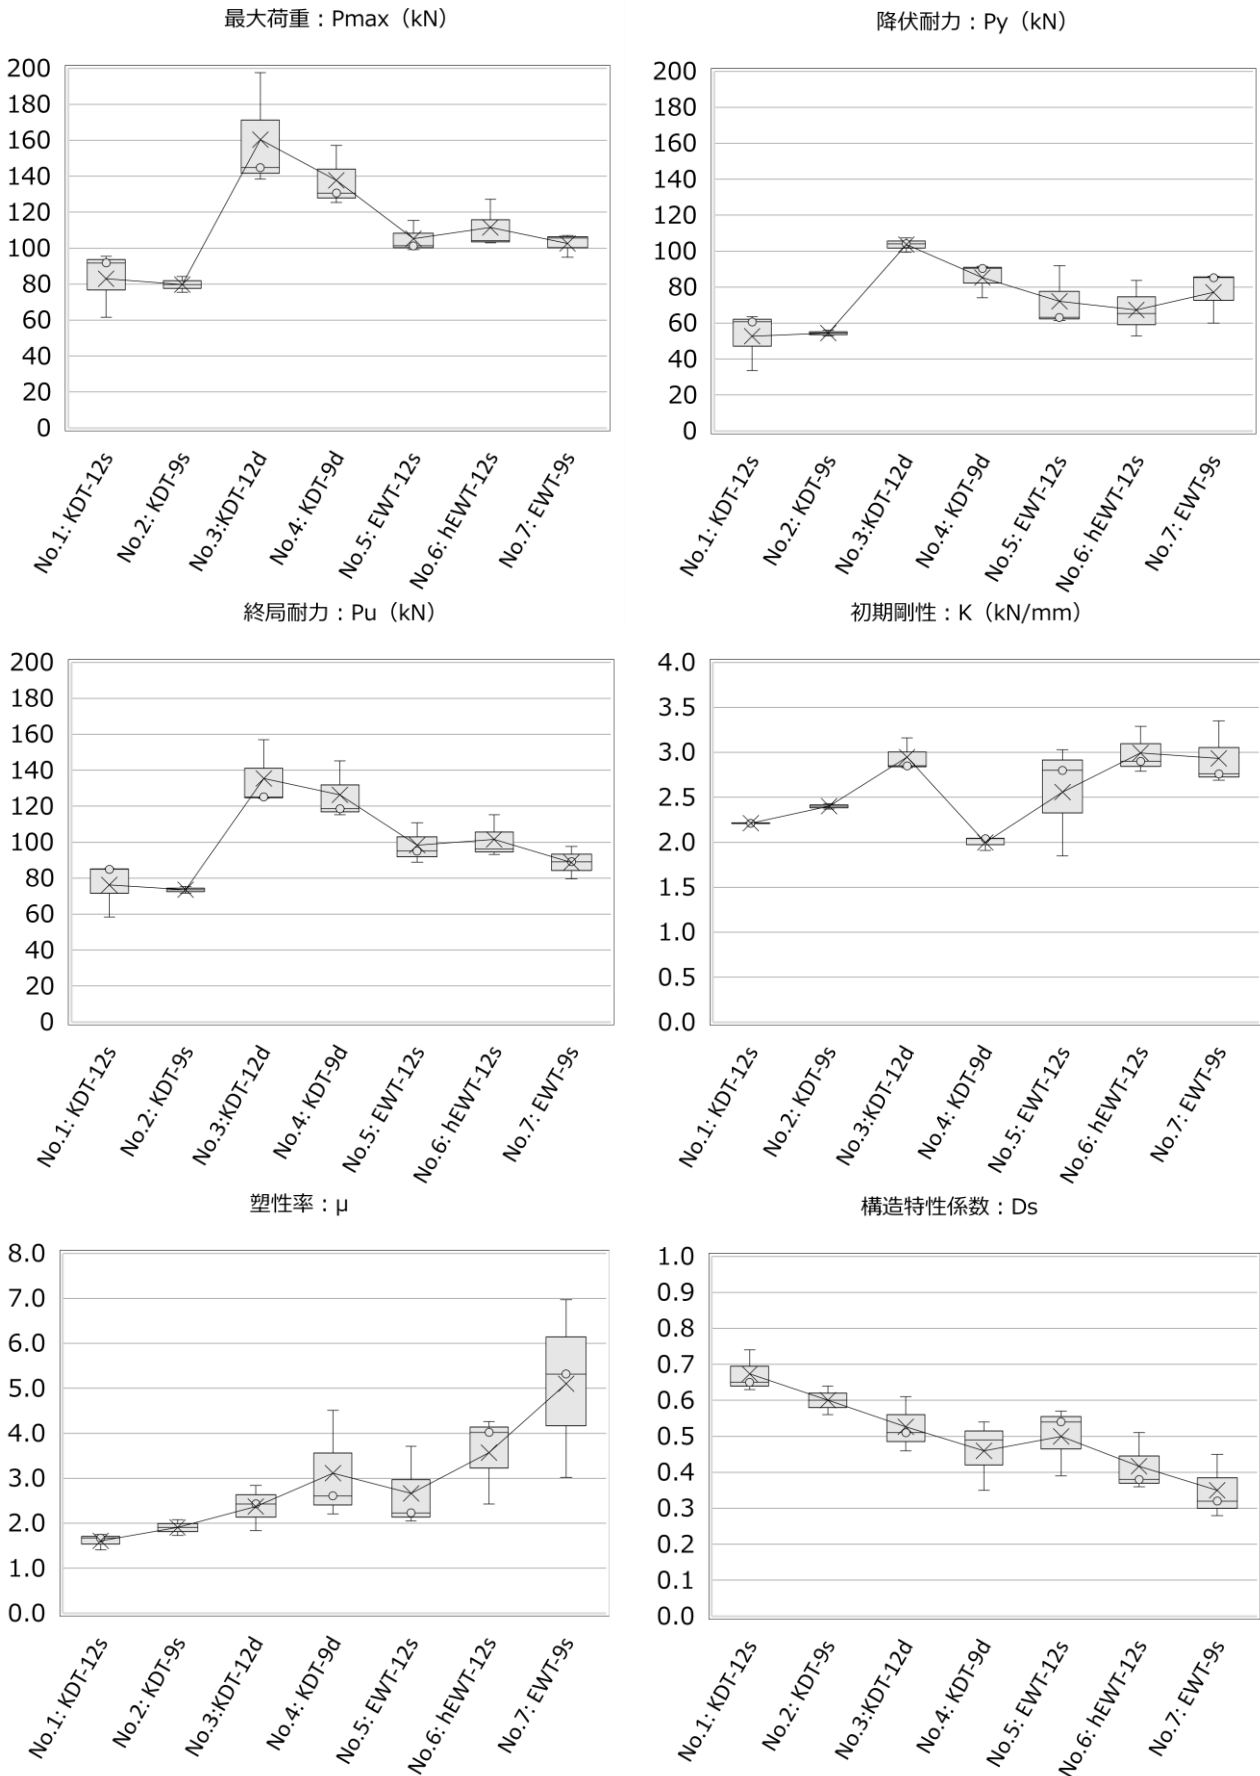 最大荷重：Pmax（kN）
200
180
160
140
120
100
80
60
40
20
0
No.1: KDT-12s
No.2: KDT-9s
No.3:KDT-12d
No.4: KDT-9d
No.5: EWT-12s
No.6: hEWT-12s
No.7: EWT-9s
降伏耐力：Py（kN）
200
180
160
140
120
100
80
60
40
20
0
No.1: KDT-12s
No.2: KDT-9s
No.3:KDT-12d
No.4: KDT-9d
No.5: EWT-12s
No.6: hEWT-12s
No.7: EWT-9s
終局耐力：Pu（kN）
200
180
160
140
120
100
80
60
40
20
0
No.1: KDT-12s
No.2: KDT-9s
No.3:KDT-12d
No.4: KDT-9d
No.5: EWT-12s
No.6: hEWT-12s
No.7: EWT-9s
初期剛性：K（kN/mm）
4.0
3.5
3.0
2.5
2.0
1.5
1.0
0.5
0.0
No.1: KDT-12s
No.2: KDT-9s
No.3:KDT-12d
No.4: KDT-9d
No.5: EWT-12s
No.6: hEWT-12s
No.7: EWT-9s
塑性率：μ
8.0
7.0
6.0
5.0
4.0
3.0
2.0
1.0
0.0
No.1: KDT-12s
No.2: KDT-9s
No.3:KDT-12d
No.4: KDT-9d
No.5: EWT-12s
No.6: hEWT-12s
No.7: EWT-9s
構造特性係数：Ds
1.0
0.9
0.8
0.7
0.6
0.5
0.4
0.3
0.2
0.1
0.0
No.1: KDT-12s
No.2: KDT-9s
No.3:KDT-12d
No.4: KDT-9d
No.5: EWT-12s
No.6: hEWT-12s
No.7: EWT-9s